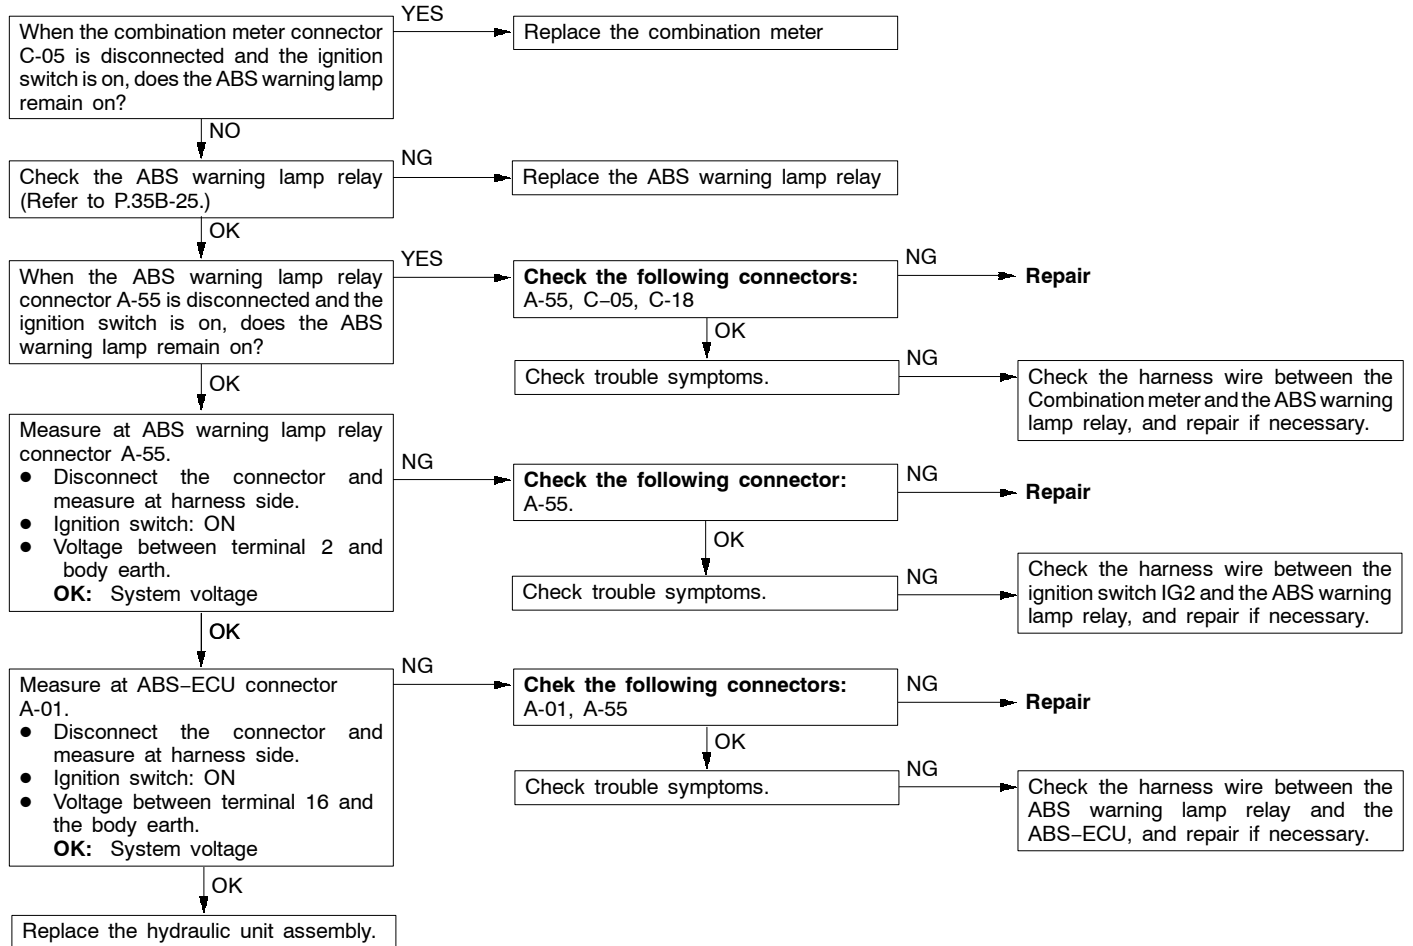 When the combination meter connector
C-05 is disconnected and the ignition
switch is on, does the ABS warning lamp
remain on?
YES
Replace the combination meter
NO
Check the ABS warning lamp relay
(Refer to P.35B-25.)
NG
Replace the ABS warning lamp relay
OK
When the ABS warning lamp relay
connector A-55 is disconnected and the
ignition switch is on, does the ABS
warning lamp remain on?
YES
Check the following connectors:
A-55, C−05, C-18
NG
Repair
OK
Check trouble symptoms.
NG
Check the harness wire between the
Combination meter and the ABS warning
lamp relay, and repair if necessary.
OK
Measure at ABS warning lamp relay
connector A-55.
● Disconnect the connector and
measure at harness side.
● Ignition switch: ON
● Voltage between terminal 2 and
body earth.
OK: System voltage
NG
Check the following connector:
A-55.
NG
Repair
OK
Check trouble symptoms.
NG
Check the harness wire between the
ignition switch IG2 and the ABS warning
lamp relay, and repair if necessary.
OK
Measure at ABS−ECU connector
A-01.
● Disconnect the connector and
measure at harness side.
● Ignition switch: ON
● Voltage between terminal 16 and
the body earth.
OK: System voltage
NG
Chek the following connectors:
A-01, A-55
NG
Repair
OK
Check trouble symptoms.
NG
Check the harness wire between the
ABS warning lamp relay and the
ABS−ECU, and repair if necessary.
OK
Replace the hydraulic unit assembly.